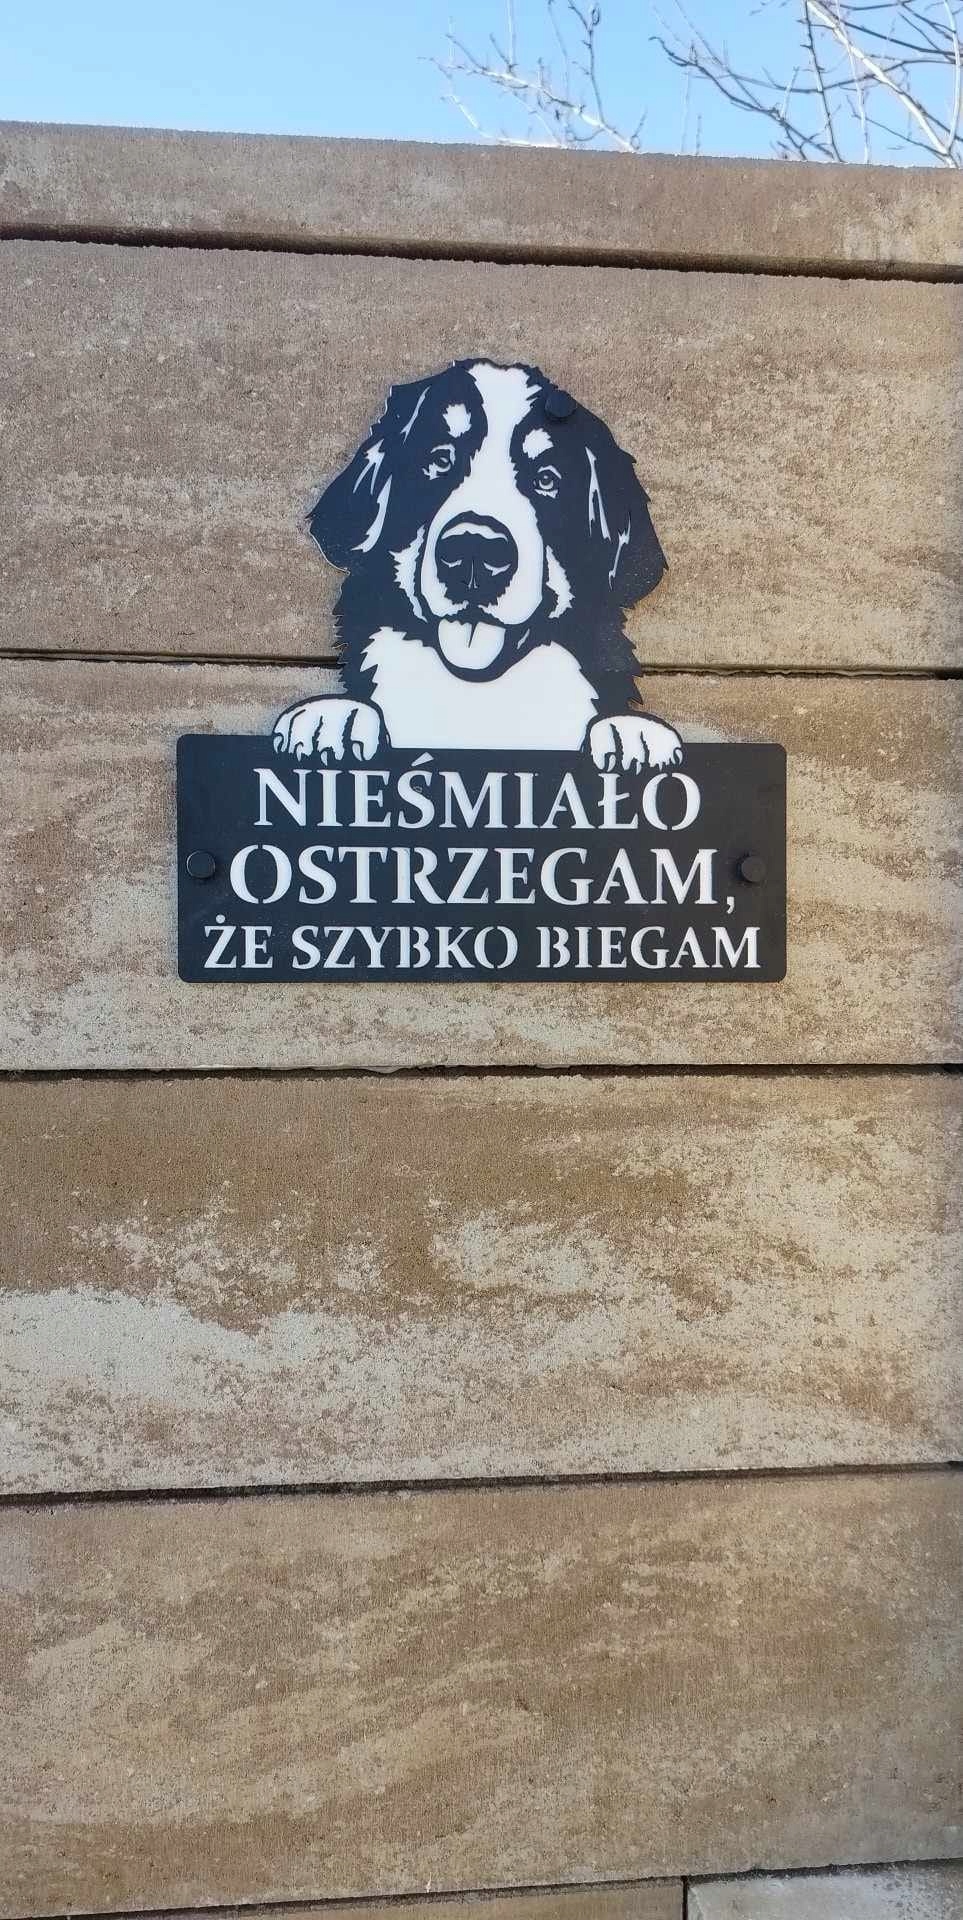 NIEŚMIAŁO
OSTRZEGAM,
ŻE SZYBKO BIEGAM